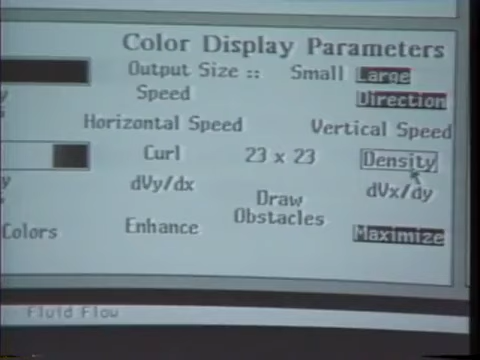 Color Display Parameters
Output Size :: Small Large
Speed Direction
Horizontal Speed Vertical Speed
Curl 23 x 23 Density
dVy/dx dVx/dy
Draw
Obstacles
Colors Enhance Maximize
Fluid Flow